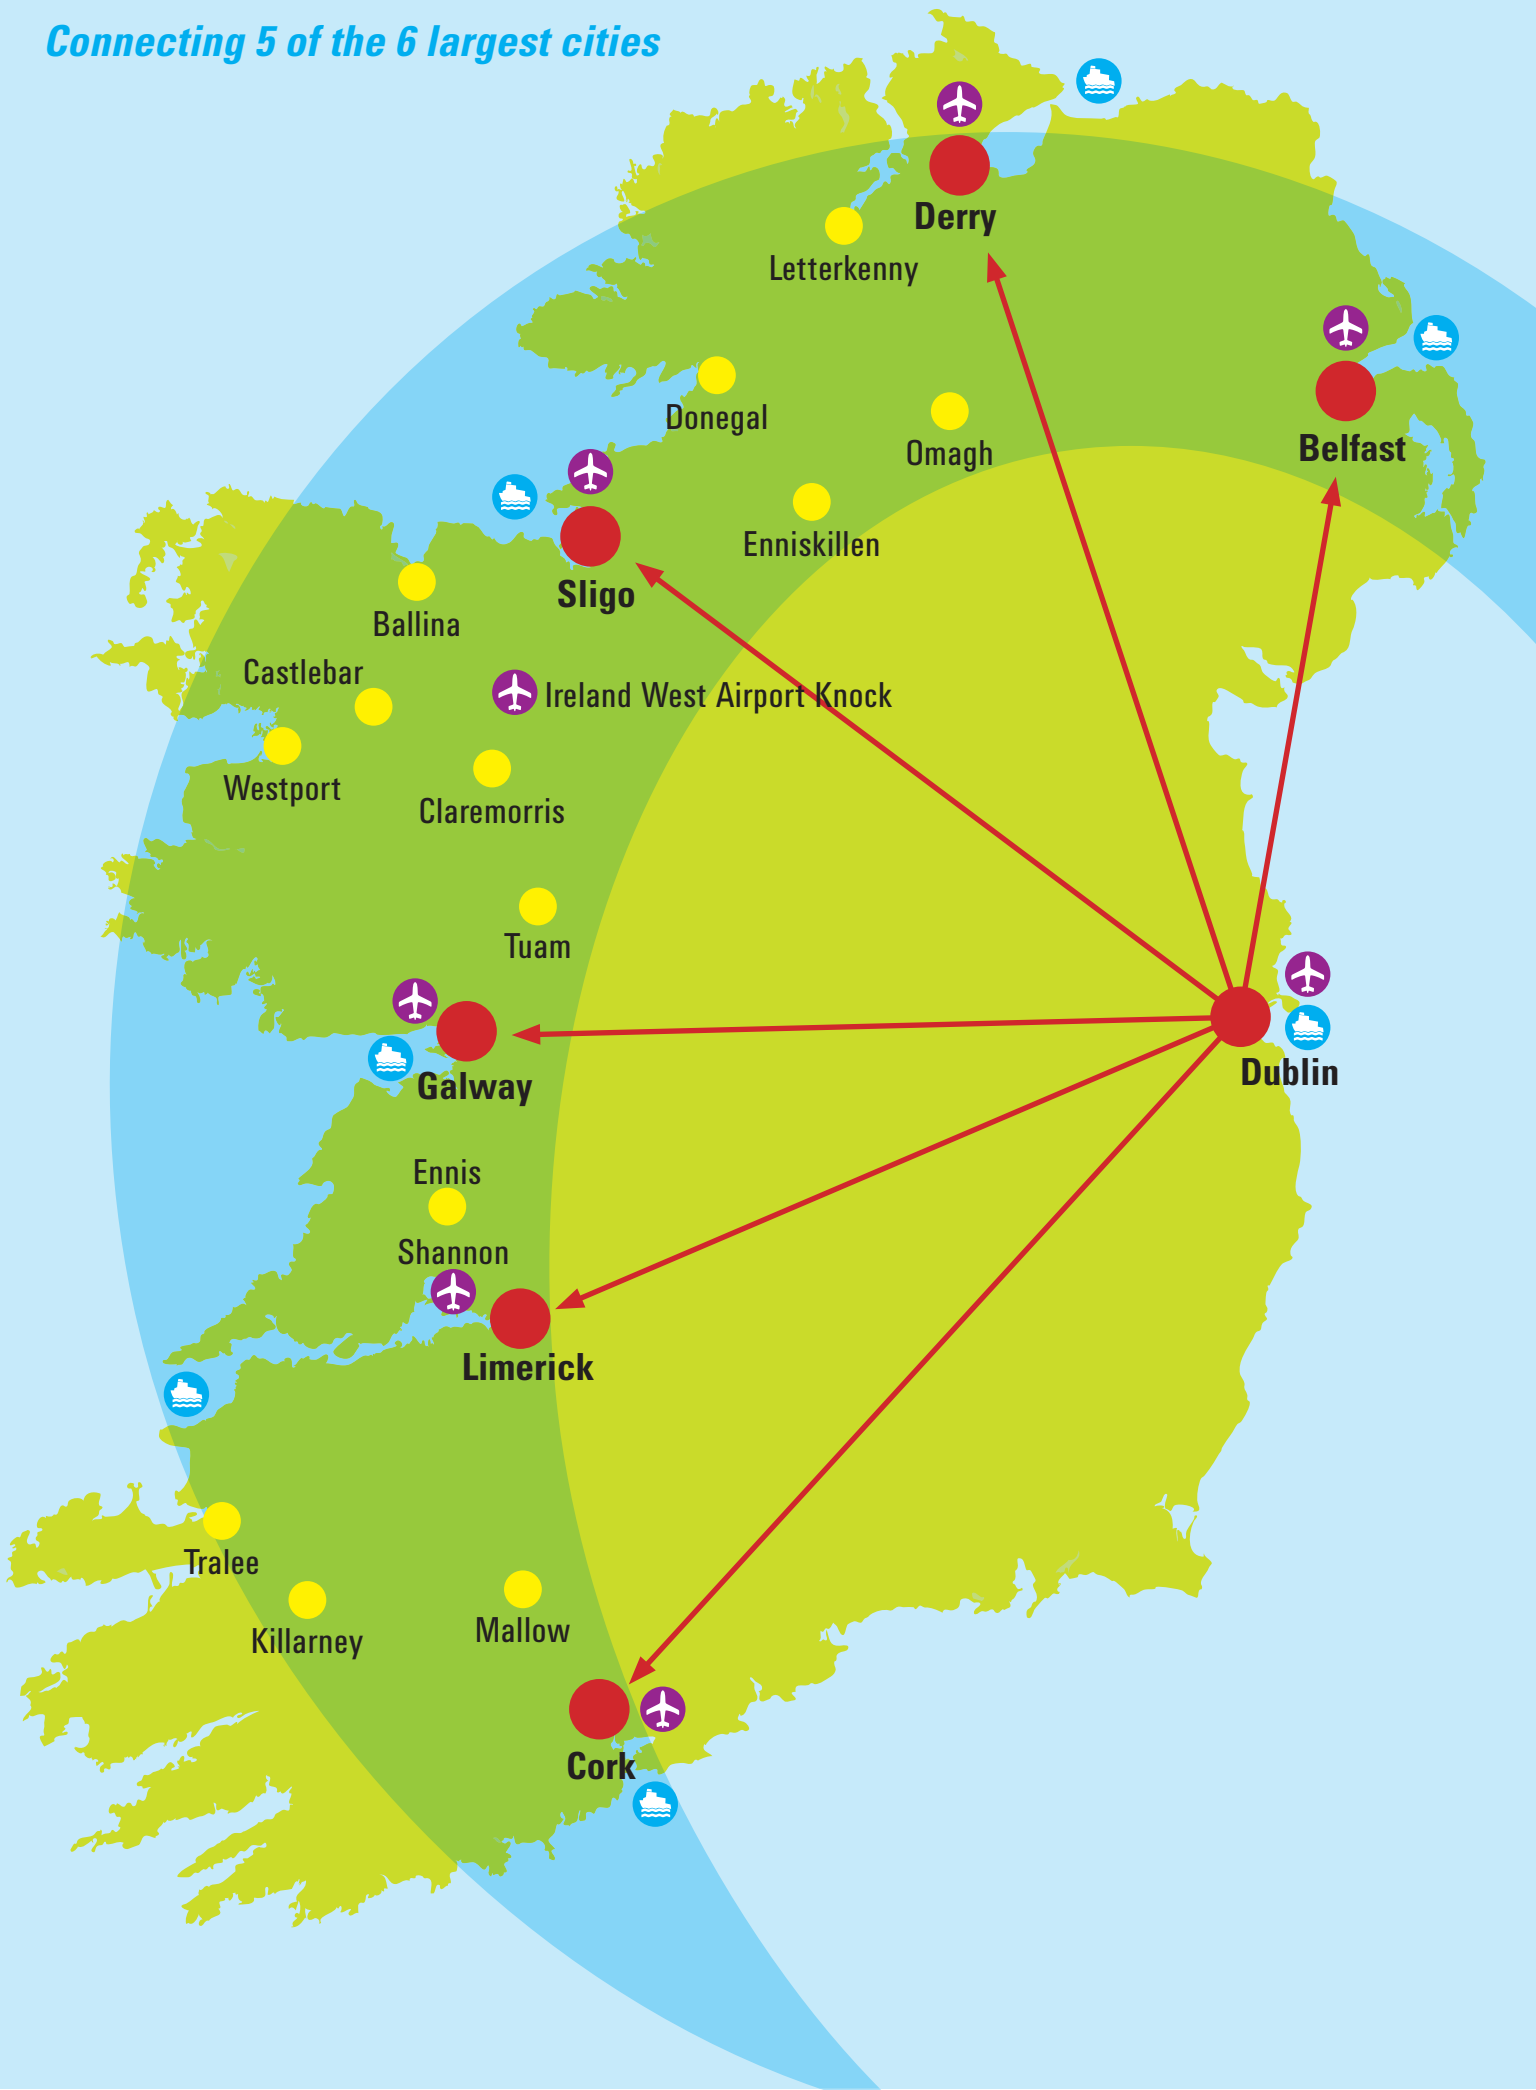 Connecting 5 of the 6 largest cities
Derry
Letterkenny
Donegal
Omagh
Belfast
Enniskillen
Sligo
Ballina
Castlebar
Ireland West Airport Knock
Westport
Claremorris
Tuam
Galway
Dublin
Ennis
Shannon
Limerick
Tralee
Killarney
Mallow
Cork